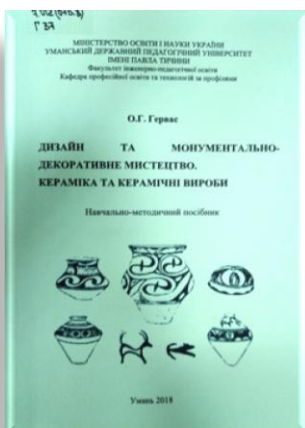 Г 37
МІНІСТЕРСТВО ОСВІТИ І НАУКИ УКРАЇНИ
УМАНСЬКИЙ ДЕРЖАВНИЙ ПЕДАГОГІЧНИЙ УНІВЕРСИТЕТ
ІМЕНІ ПАВЛА ТИЧИНИ
Факультет інженерно-педагогічної освіти
Кафедра професійної освіти та технологій за профілями
О.Г. Гервас
ДИЗАЙН ТА МОНУМЕНТАЛЬНО-
ДЕКОРАТИВНЕ МИСТЕЦТВО.
КЕРАМІКА ТА КЕРАМІЧНІ ВИРОБИ
Навчально-методичний посібник
Умань 2018